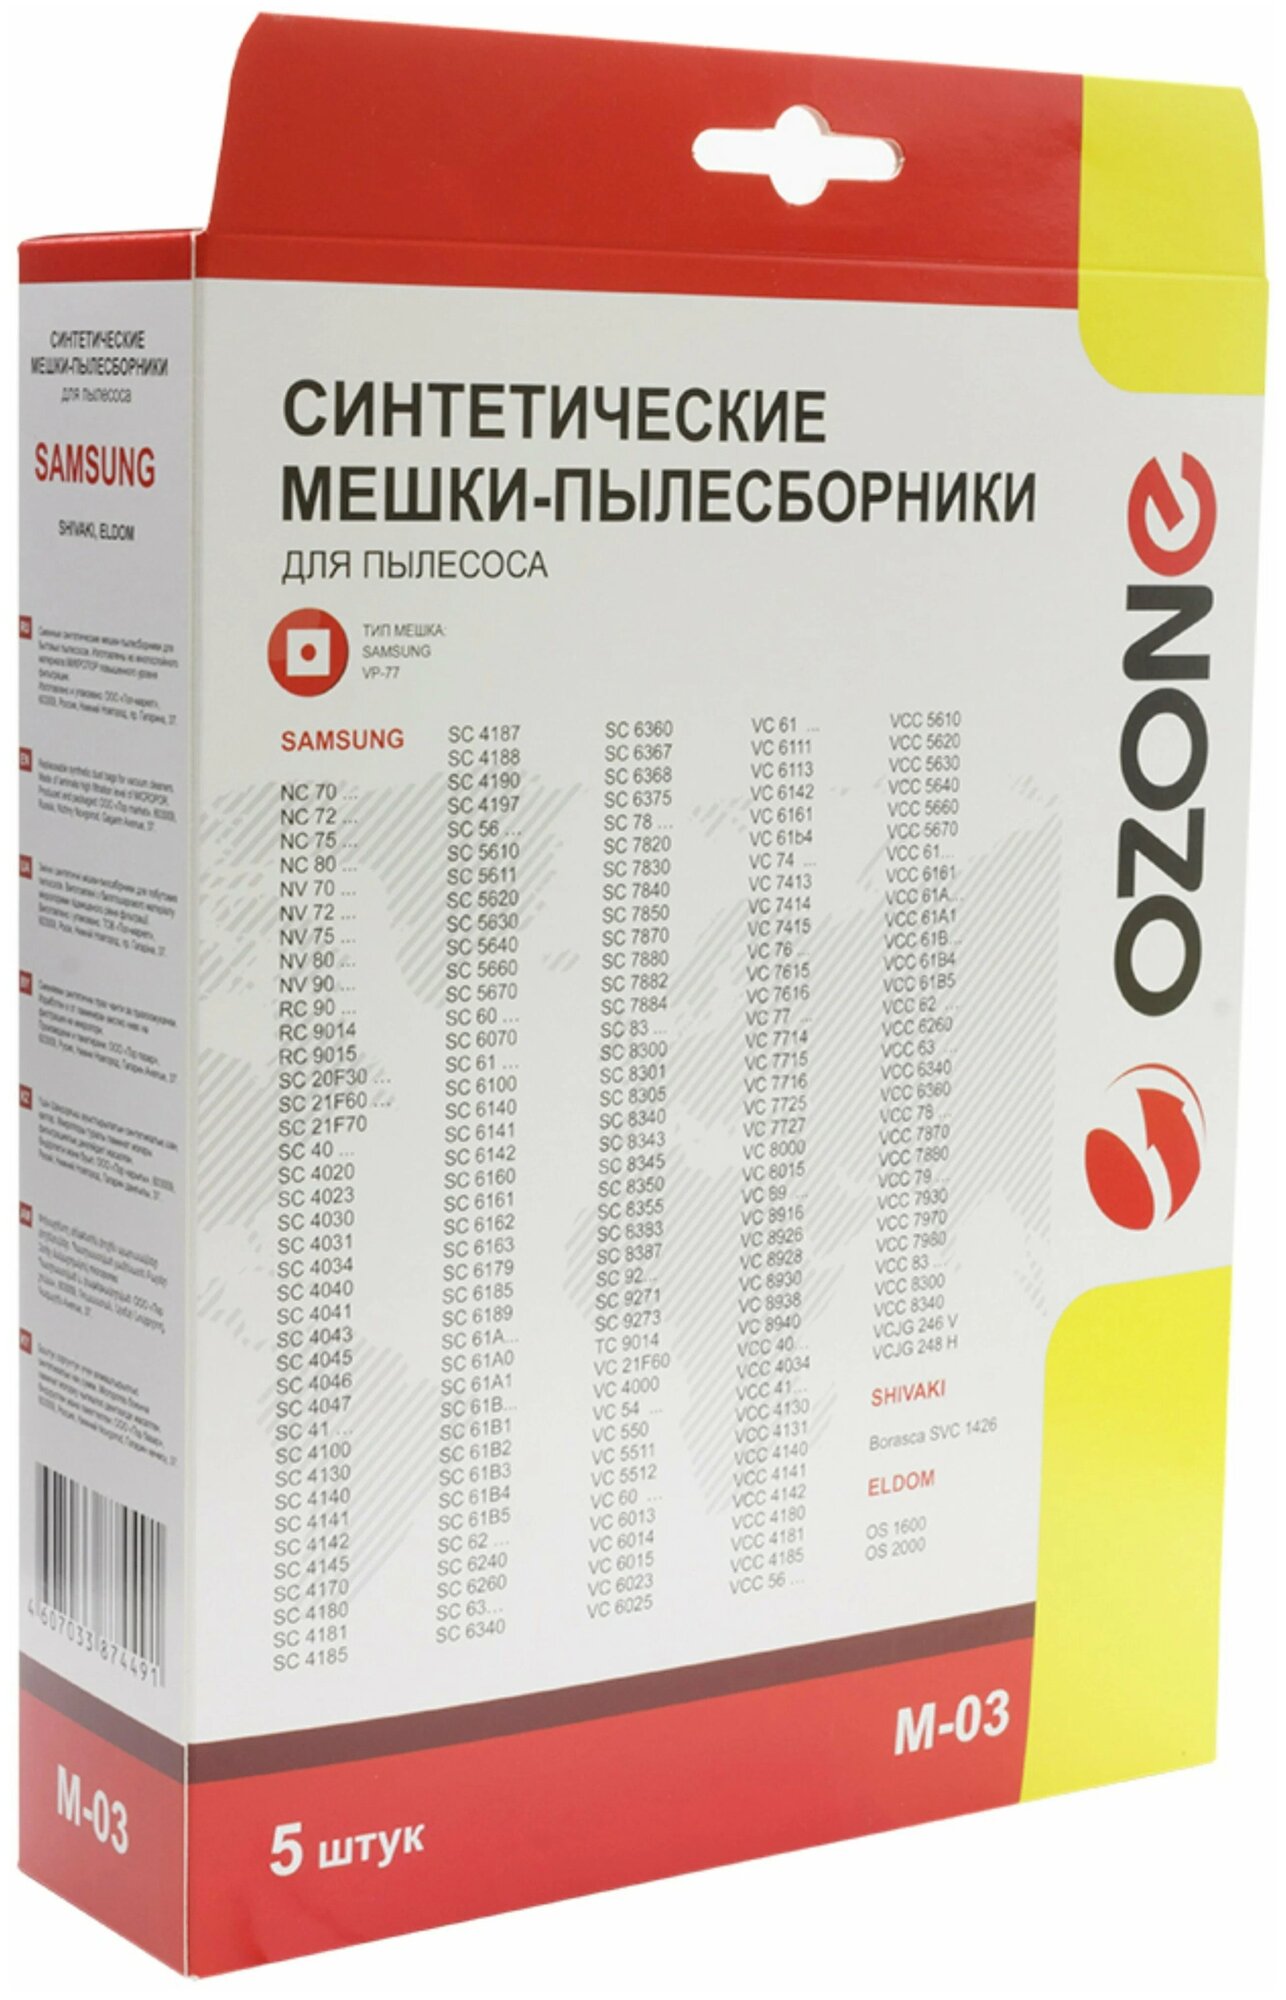 СИНТЕТИЧЕСКИЕ
МЕШКИ-ПЫЛЕСБОРНИКИ
ДЛЯ ПЫЛЕСОСА
SAMSUNG
SHIVAKI, ELDOM
4 607033 874491
M-03
СИНТЕТИЧЕСКИЕ
МЕШКИ-ПЫЛЕСБОРНИКИ
ДЛЯ ПЫЛЕСОСА
ТИП МЕШКА:
SAMSUNG
VP-77
SAMSUNG
NC 70 ...
NC 72 ...
NC 75 ...
NC 80 ...
NV 70 ...
NV 72 ...
NV 75 ...
NV 80 ...
NV 90 ...
RC 90 ...
RC 9014
RC 9015
SC 20F30 ...
SC 21F60 ...
SC 21F70
SC 40 ...
SC 4020
SC 4023
SC 4030
SC 4031
SC 4034
SC 4040
SC 4041
SC 4043
SC 4045
SC 4046
SC 4047
SC 41 ...
SC 4100
SC 4130
SC 4140
SC 4141
SC 4142
SC 4145
SC 4170
SC 4180
SC 4181
SC 4185
SC 4187
SC 4188
SC 4190
SC 4197
SC 56 ...
SC 5610
SC 5611
SC 5620
SC 5630
SC 5640
SC 5660
SC 5670
SC 60 ...
SC 6070
SC 61 ...
SC 6100
SC 6140
SC 6141
SC 6142
SC 6160
SC 6161
SC 6162
SC 6163
SC 6179
SC 6185
SC 6189
SC 61A...
SC 61A0
SC 61A1
SC 61B...
SC 61B1
SC 61B2
SC 61B3
SC 61B4
SC 61B5
SC 62 ...
SC 6240
SC 6260
SC 63...
SC 6340
SC 6360
SC 6367
SC 6368
SC 6375
SC 78 ...
SC 7820
SC 7830
SC 7840
SC 7850
SC 7870
SC 7880
SC 7882
SC 7884
SC 83 ...
SC 8300
SC 8301
SC 8305
SC 8340
SC 8343
SC 8345
SC 8350
SC 8355
SC 8383
SC 8387
SC 92...
SC 9271
SC 9273
TC 9014
VC 21F60
VC 4000
VC 54 ...
VC 550
VC 5511
VC 5512
VC 60 ...
VC 6013
VC 6014
VC 6015
VC 6023
VC 6025
VC 61 ...
VC 6111
VC 6113
VC 6142
VC 6161
VC 61b4
VC 74 ...
VC 7413
VC 7414
VC 7415
VC 76 ...
VC 7615
VC 7616
VC 77 ...
VC 7714
VC 7715
VC 7716
VC 7725
VC 7727
VC 8000
VC 8015
VC 89 ...
VC 8916
VC 8926
VC 8928
VC 8930
VC 8938
VC 8940
VCC 40...
VCC 4034
VCC 41...
VCC 4130
VCC 4131
VCC 4140
VCC 4141
VCC 4142
VCC 4180
VCC 4181
VCC 4185
VCC 56 ...
VCC 5610
VCC 5620
VCC 5630
VCC 5640
VCC 5660
VCC 5670
VCC 61...
VCC 6161
VCC 61A...
VCC 61A1
VCC 61B...
VCC 61B4
VCC 61B5
VCC 62 ...
VCC 6260
VCC 63 ...
VCC 6340
VCC 6360
VCC 78 ...
VCC 7870
VCC 7880
VCC 79 ...
VCC 7930
VCC 7970
VCC 7980
VCC 83 ...
VCC 8300
VCC 8340
VCJG 246 V
VCJG 248 H
SHIVAKI
Borasca SVC 1426
ELDOM
OS 1600
OS 2000
OZONE
M-03
5 штук